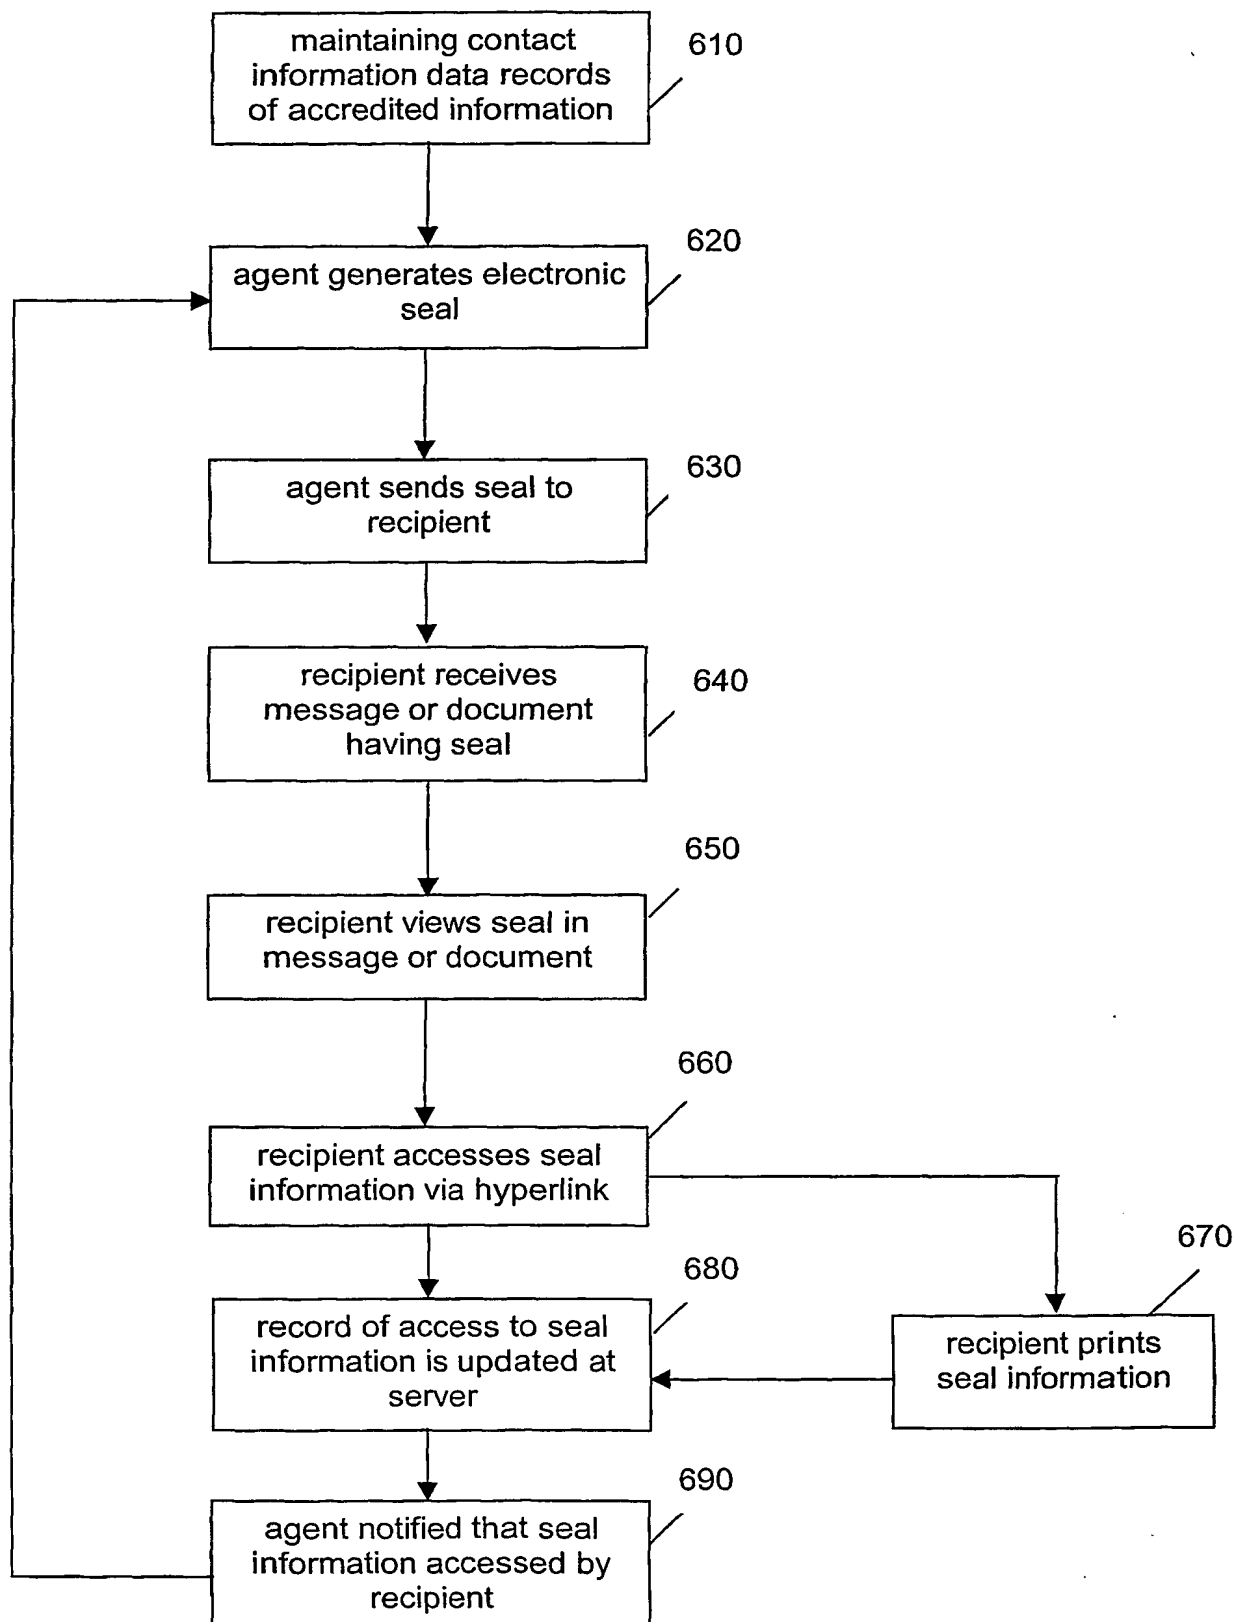 maintaining contact
information data records
of accredited information
610
agent generates electronic
seal
620
agent sends seal to
recipient
630
recipient receives
message or document
having seal
640
recipient views seal in
message or document
650
recipient accesses seal
information via hyperlink
660
recipient prints
seal information
670
record of access to seal
information is updated at
server
680
agent notified that seal
information accessed by
recipient
690